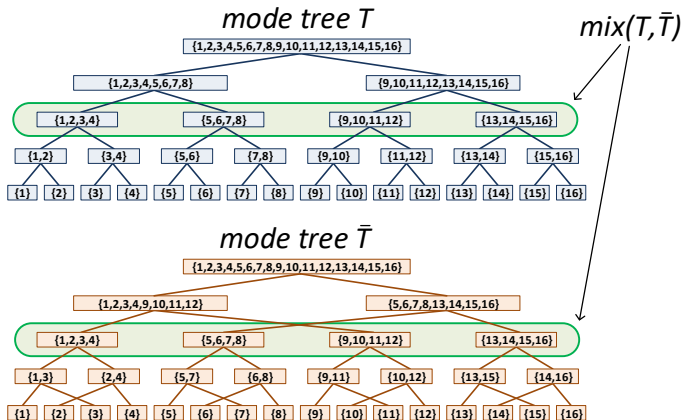 mode tree T
mix(T,T̄)
{1,2,3,4,5,6,7,8,9,10,11,12,13,14,15,16}
{1,2,3,4,5,6,7,8} {9,10,11,12,13,14,15,16}
{1,2,3,4} {5,6,7,8} {9,10,11,12} {13,14,15,16}
{1,2} {3,4} {5,6} {7,8} {9,10} {11,12} {13,14} {15,16}
{1} {2} {3} {4} {5} {6} {7} {8} {9} {10} {11} {12} {13} {14} {15} {16}
mode tree T̄
{1,2,3,4,5,6,7,8,9,10,11,12,13,14,15,16}
{1,2,3,4,9,10,11,12} {5,6,7,8,13,14,15,16}
{1,2,3,4} {5,6,7,8} {9,10,11,12} {13,14,15,16}
{1,3} {2,4} {5,7} {6,8} {9,11} {10,12} {13,15} {14,16}
{1} {2} {3} {4} {5} {6} {7} {8} {9} {10} {11} {12} {13} {14} {15} {16}